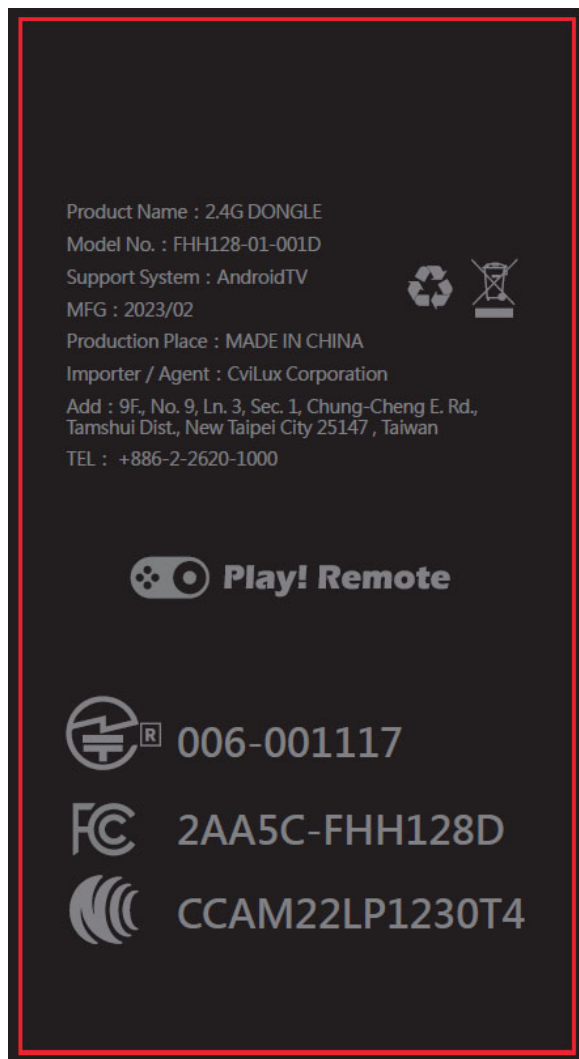 Product Name : 2.4G DONGLE
Model No. : FHH128-01-001D
Support System : AndroidTV
MFG : 2023/02
Production Place : MADE IN CHINA
Importer / Agent : CviLux Corporation
Add : 9F., No. 9, Ln. 3, Sec. 1, Chung-Cheng E. Rd.,
Tamshui Dist., New Taipei City 25147 , Taiwan
TEL : +886-2-2620-1000
Play! Remote
R 006-001117
FC 2AA5C-FHH128D
CCAM22LP1230T4